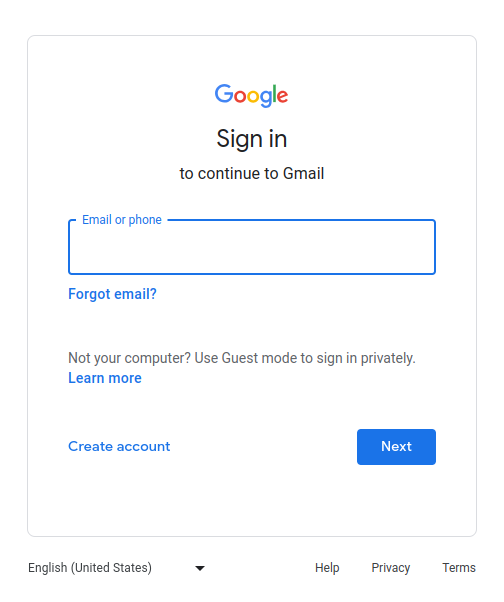 Google
Sign in
to continue to Gmail
Email or phone
Forgot email?
Not your computer? Use Guest mode to sign in privately.
Learn more
Create account
Next
English (United States)
Help
Privacy
Terms